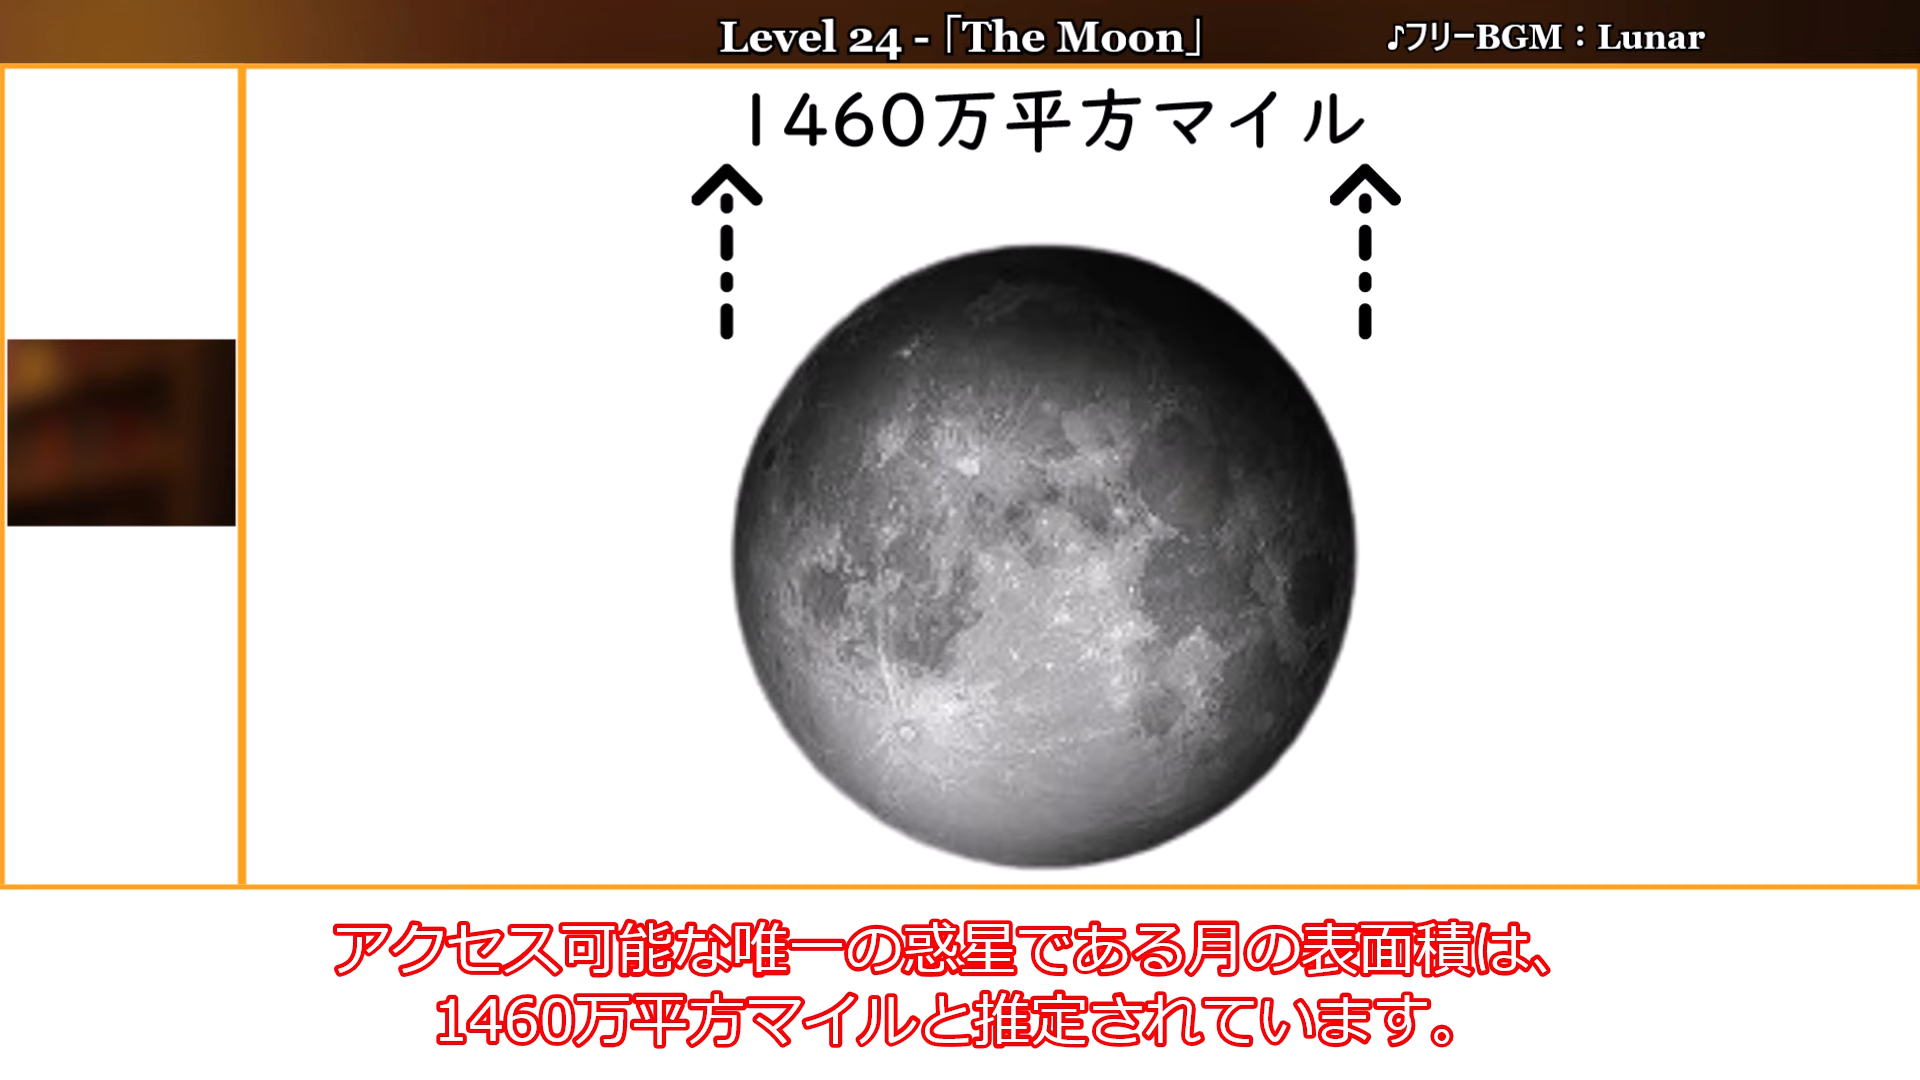 Level 24 -「The Moon」
♪フリーBGM：Lunar
1460万平方マイル
アクセス可能な唯一の惑星である月の表面積は、
1460万平方マイルと推定されています。